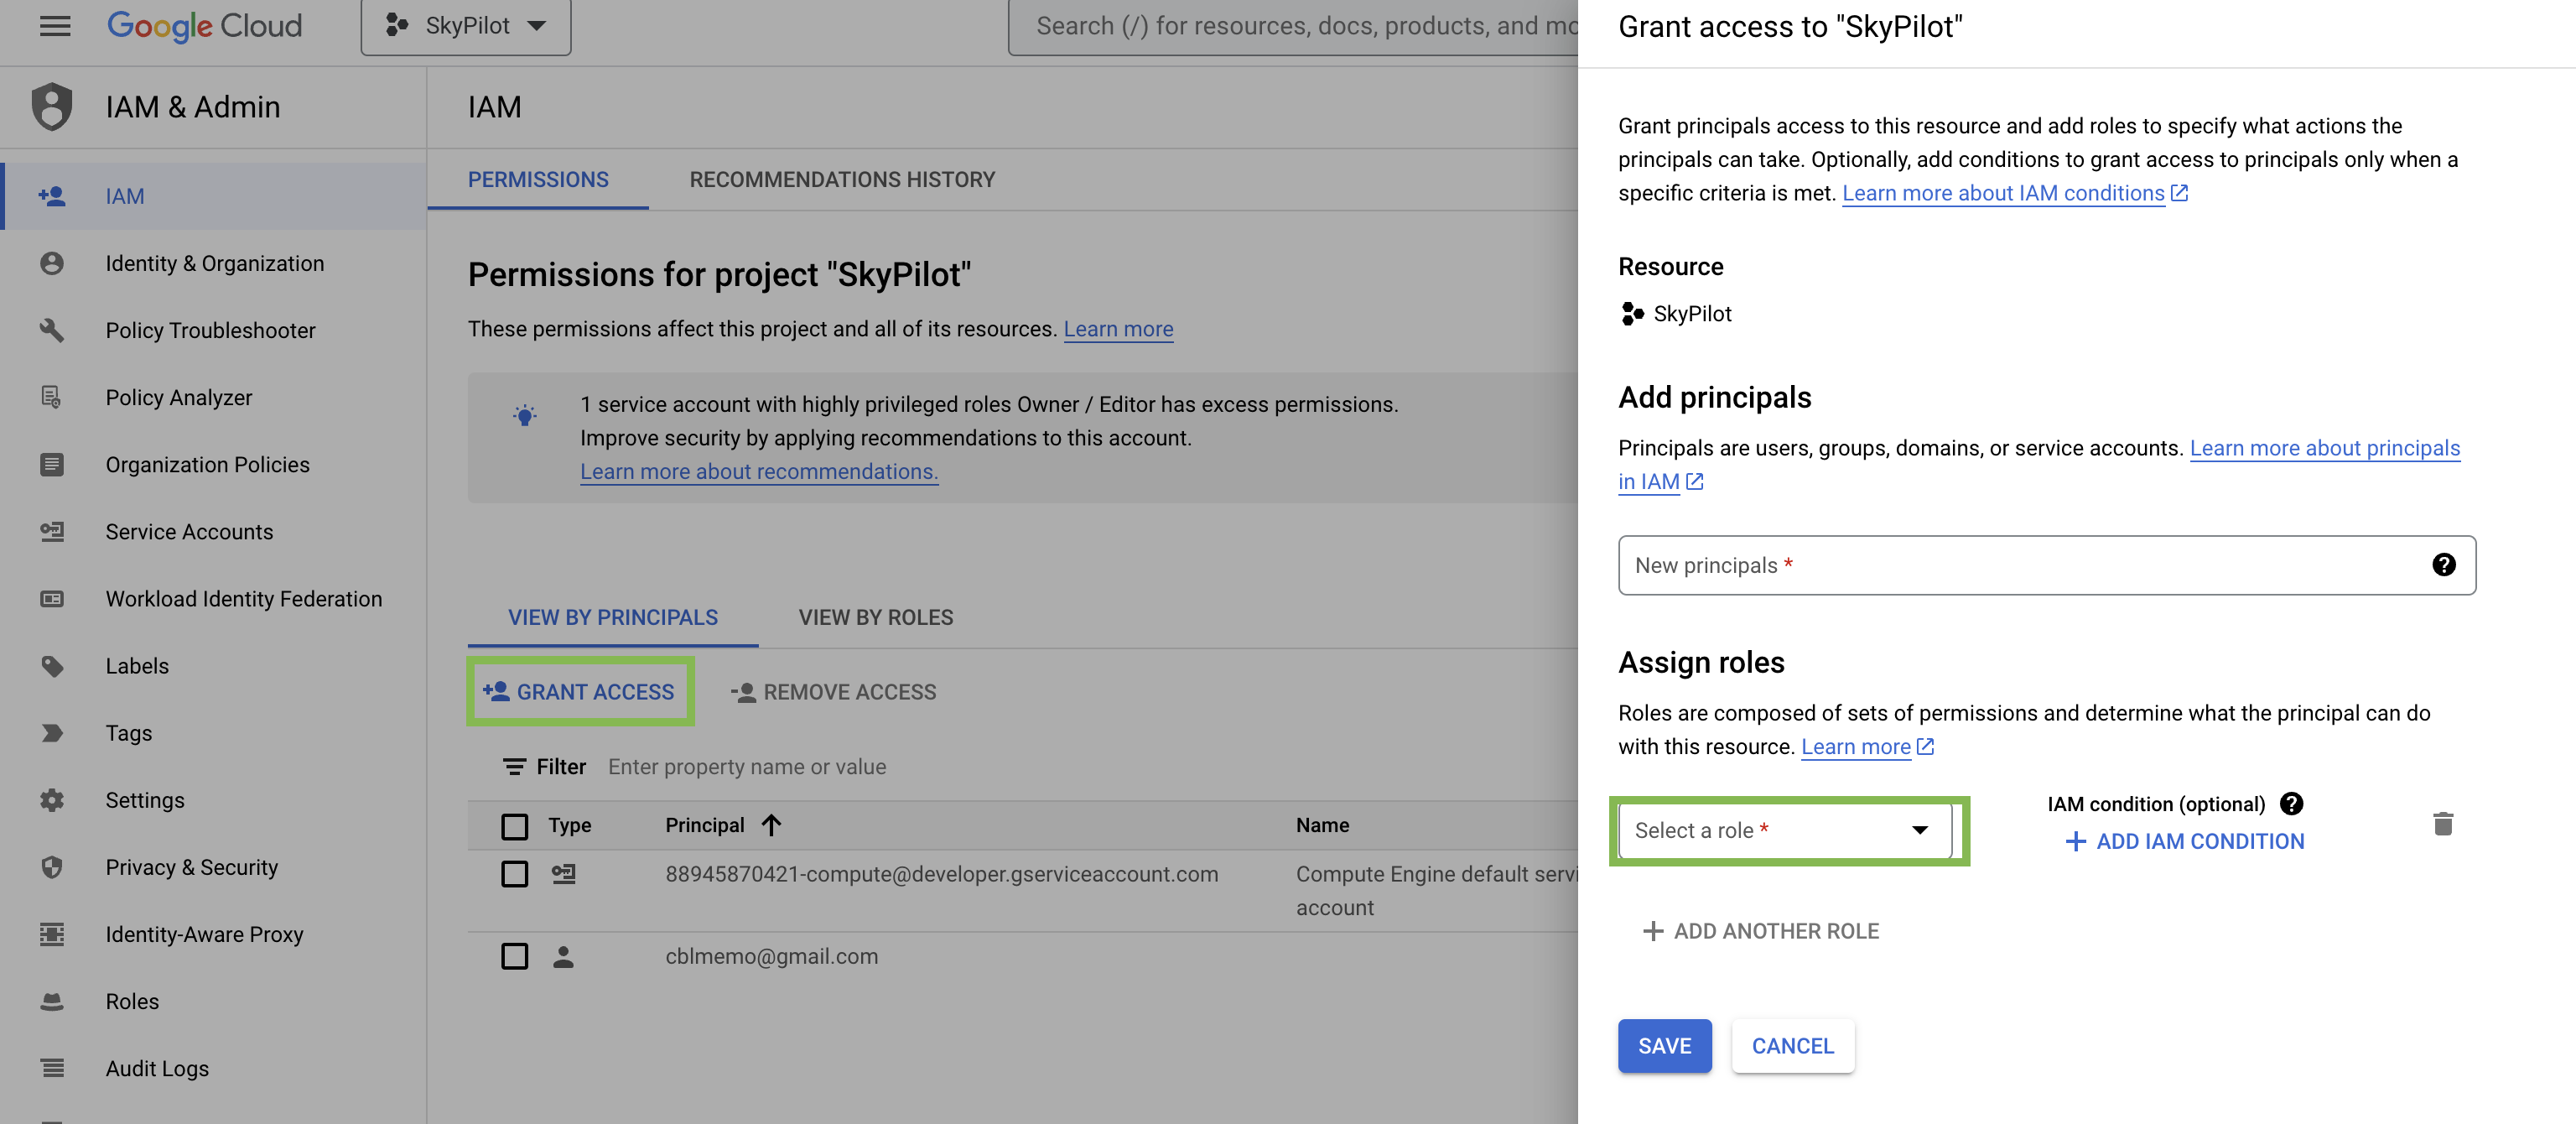 Google Cloud
SkyPilot
Search (/) for resources, docs, products, and mo
IAM & Admin
IAM
Identity & Organization
Policy Troubleshooter
Policy Analyzer
Organization Policies
Service Accounts
Workload Identity Federation
Labels
Tags
Settings
Privacy & Security
Identity-Aware Proxy
Roles
Audit Logs
IAM
PERMISSIONS
RECOMMENDATIONS HISTORY
Permissions for project "SkyPilot"
These permissions affect this project and all of its resources. Learn more
1 service account with highly privileged roles Owner / Editor has excess permissions.
Improve security by applying recommendations to this account.
Learn more about recommendations.
VIEW BY PRINCIPALS
VIEW BY ROLES
GRANT ACCESS
REMOVE ACCESS
Filter Enter property name or value
Type Principal Name
88945870421-compute@developer.gserviceaccount.com Compute Engine default servi
account
cblmemo@gmail.com
Grant access to "SkyPilot"
Grant principals access to this resource and add roles to specify what actions the
principals can take. Optionally, add conditions to grant access to principals only when a
specific criteria is met. Learn more about IAM conditions
Resource
SkyPilot
Add principals
Principals are users, groups, domains, or service accounts. Learn more about principals
in IAM
New principals *
Assign roles
Roles are composed of sets of permissions and determine what the principal can do
with this resource. Learn more
Select a role *
IAM condition (optional)
+ ADD IAM CONDITION
+ ADD ANOTHER ROLE
SAVE
CANCEL